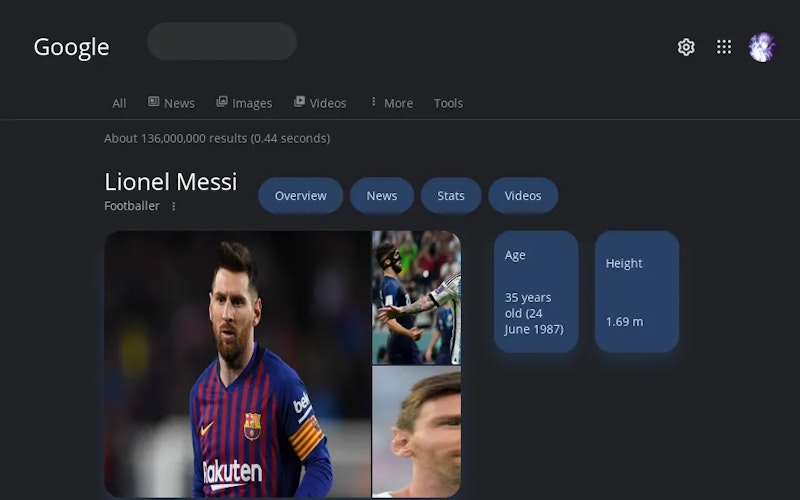 Google
All News Images Videos More Tools
About 136,000,000 results (0.44 seconds)
Lionel Messi
Footballer
Overview News Stats Videos
Age
35 years
old (24
June 1987)
Height
1.69 m
beko
Rakuten